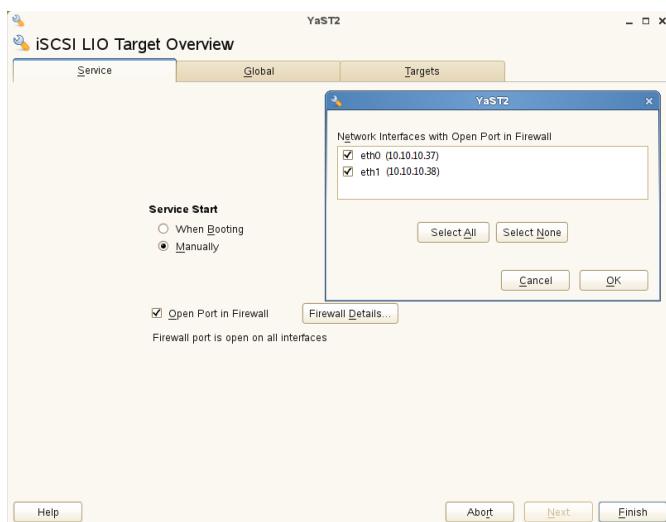 YaST2
iSCSI LIO Target Overview
Service
Global
Targets
YaST2
Network Interfaces with Open Port in Firewall
eth0 (10.10.10.37)
eth1 (10.10.10.38)
Select All
Select None
Cancel
OK
Service Start
When Booting
Manually
Open Port in Firewall
Firewall Details...
Firewall port is open on all interfaces
Help
Abort
Next
Finish